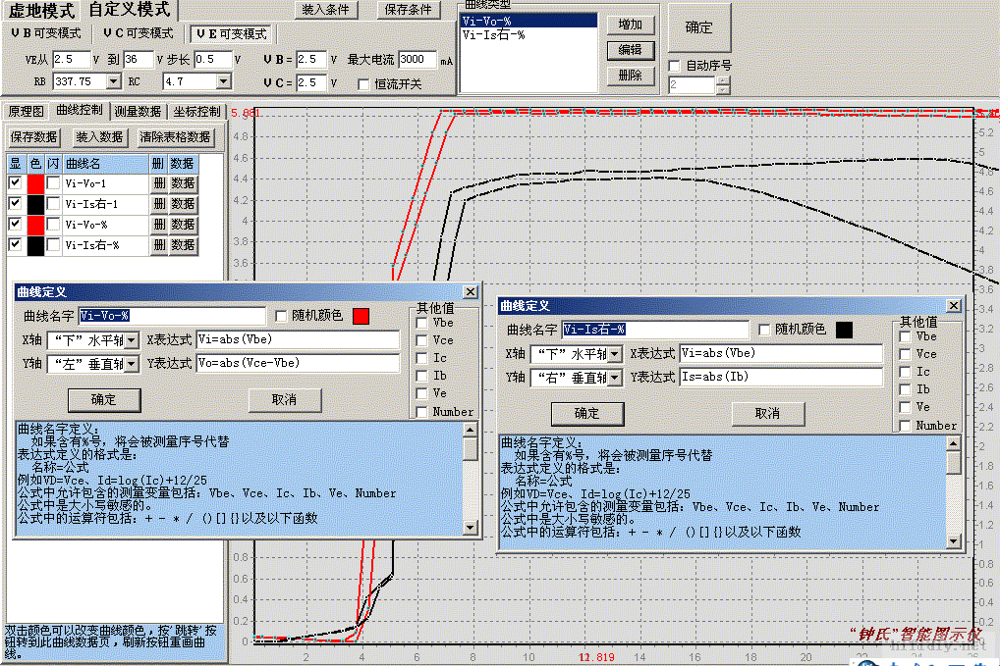 虚地模式 自定义模式
VB可变模式 VC可变模式 VE可变模式
VE从 2.5 V 到 36 V 步长 0.5 V
RB 337.75 RC 4.7
装入条件 保存条件
VB= 2.5 V 最大电流 3000 mA
VC= 2.5 V 恒流开关
曲线类型
Vi-Vo-%
Vi-Is右-%
增加
编辑
删除
确定
自动序号
2
原理图 曲线控制 测量数据 坐标控制
保存数据 装入数据 清除表格数据
显 色 闪 曲线名 删 数据
Vi-Vo-1 删 数据
Vi-Is右-1 删 数据
Vi-Vo-% 删 数据
Vi-Is右-% 删 数据
5.081
4.8
4.6
4.4
4.2
4
3.8
3.6
5.2
5
4.8
4.6
4.4
4.2
4
3.8
3.6
曲线定义
曲线名字 Vi-Vo-% 随机颜色
X轴 “下”水平轴 X表达式 Vi=abs(Vbe)
Y轴 “左”垂直轴 Y表达式 Vo=abs(Vce-Vbe)
确定 取消
其他值
Vbe
Vce
Ic
Ib
Ve
Number
曲线名字定义:
如果含有%号，将会被测量序号代替
表达式定义的格式是:
名称=公式
例如VD=Vce、Id=log(Ic)+12/25
公式中允许包含的测量变量包括: Vbe、Vce、Ic、Ib、Ve、Number
公式中是大小写敏感的。
公式中的运算符包括: + - * / ()[]{}以及以下函数
曲线定义
曲线名字 Vi-Is右-% 随机颜色
X轴 “下”水平轴 X表达式 Vi=abs(Vbe)
Y轴 “右”垂直轴 Y表达式 Is=abs(Ib)
确定 取消
其他值
Vbe
Vce
Ic
Ib
Ve
Number
曲线名字定义:
如果含有%号，将会被测量序号代替
表达式定义的格式是:
名称=公式
例如VD=Vce、Id=log(Ic)+12/25
公式中允许包含的测量变量包括: Vbe、Vce、Ic、Ib、Ve、Number
公式中是大小写敏感的。
公式中的运算符包括: + - * / ()[]{}以及以下函数
3.4
3.2
3
2.8
2.6
2.4
2.2
2
1.8
1.6
1.4
1.2
1
0.8
0.6
0.4
0.2
0.8
0.6
0.4
0.2
0
2 4 6 8 10 12.819 14 16 18 20 22 24
双击颜色可以改变曲线颜色，按'跳转'按
钮转到此曲线数据页，刷新按钮重画曲
线。
“钟氏”智能图示仪
hifidiy.net